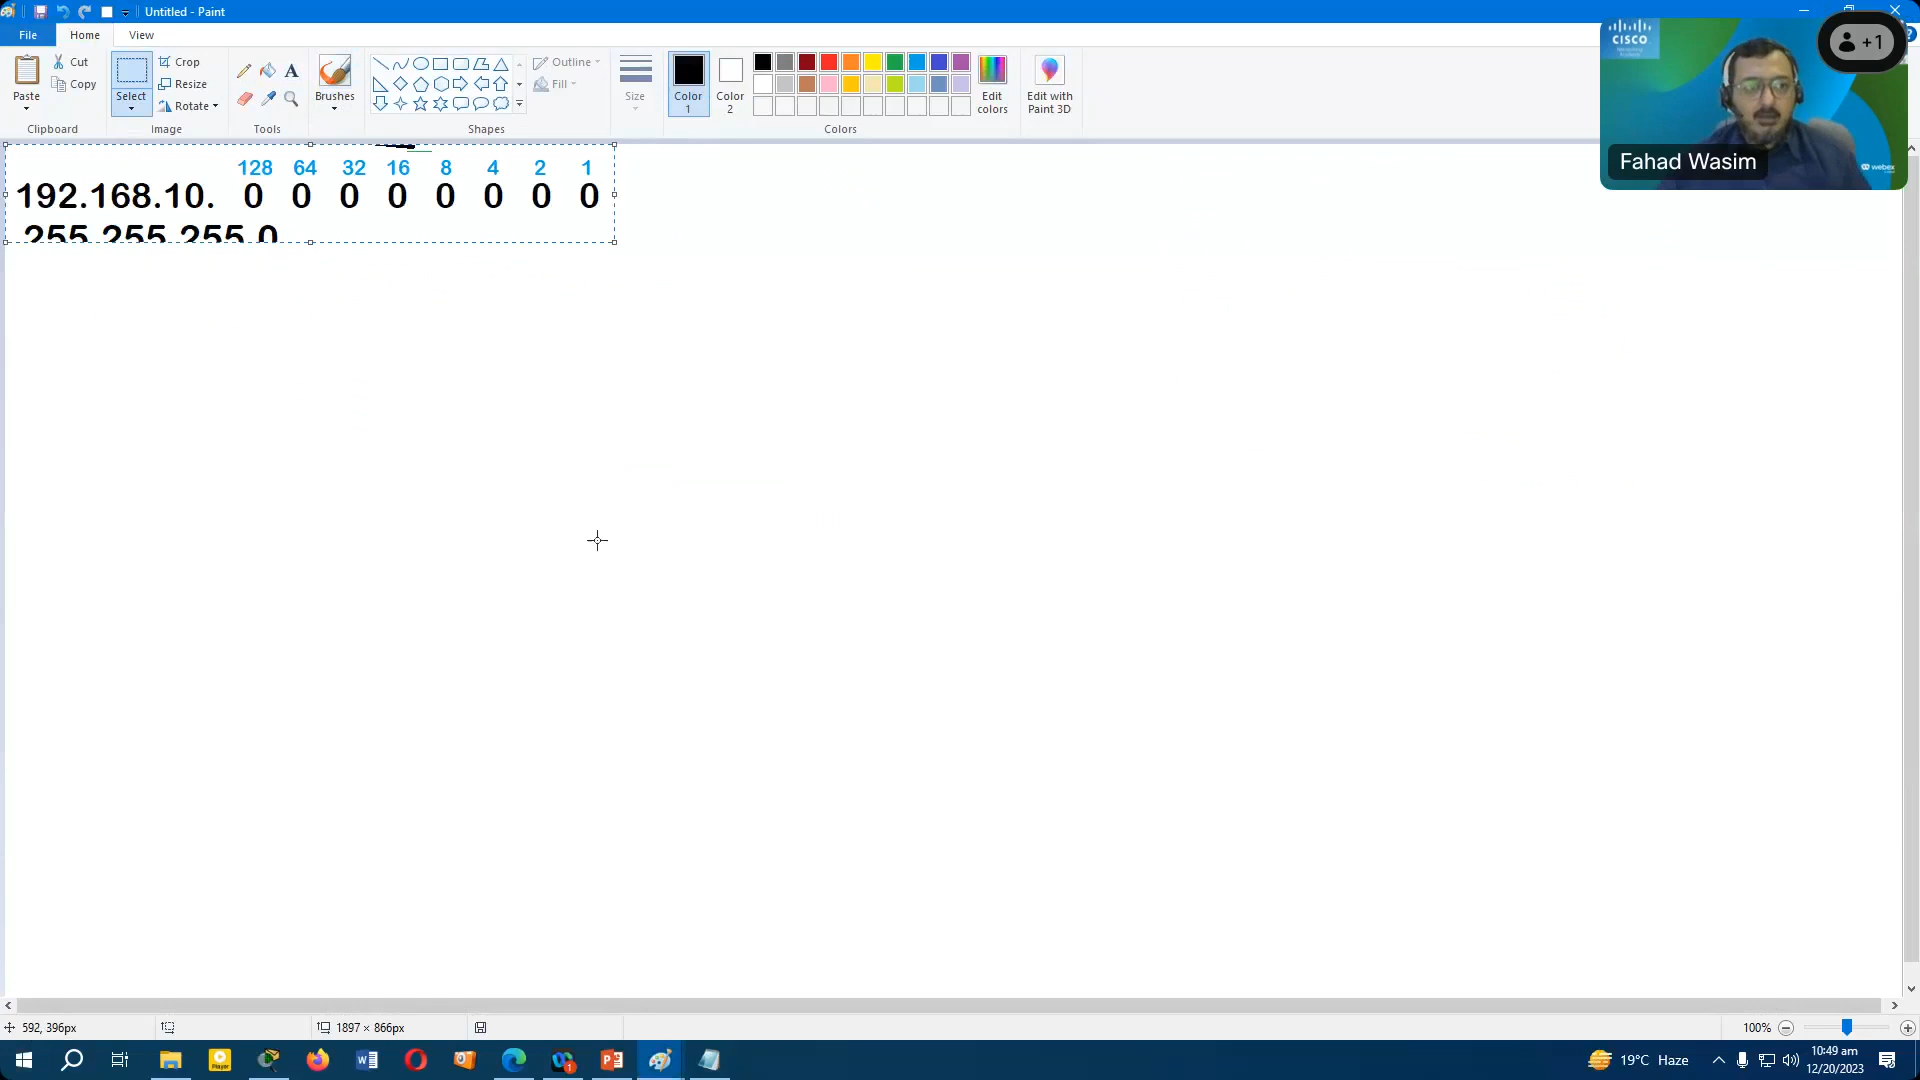 Untitled - Paint
File Home View
Cut
Copy
Paste
Clipboard
Select
Crop
Resize
Rotate
Image
Tools
Brushes
Shapes
Outline
Fill
Size
Color 1
Color 2
Colors
Edit colors
Edit with Paint 3D
CISCO
+1
Fahad Wasim
webex
128 64 32 16 8 4 2 1
192.168.10. 0 0 0 0 0 0 0 0
255.255.255.0
592, 396px
1897 × 866px
100%
19°C Haze
10:49 am
12/20/2023